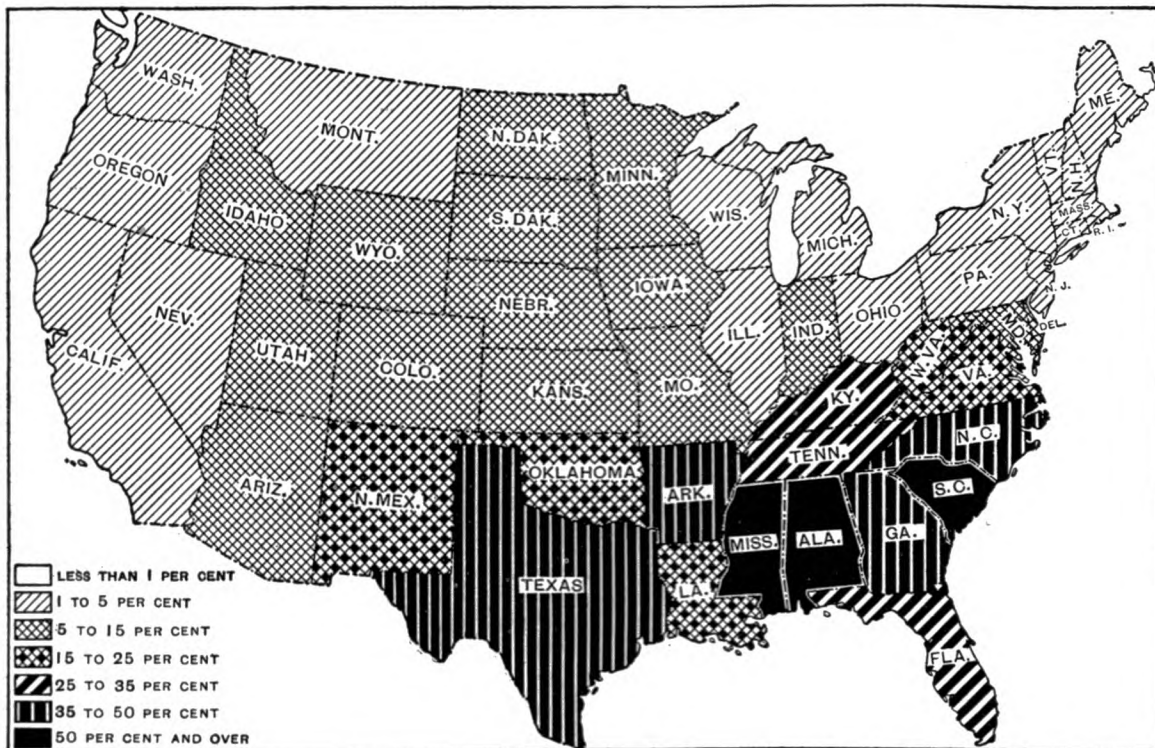 WASH.
MONT.
N.DAK.
MINN.
ME.
OREGON
IDAHO
S.DAK.
WIS.
MICH.
VT.
N.H.
N.Y.
MASS.
CT.
R.I.
WYO.
NEBR.
IOWA
PA.
N.J.
NEV.
UTAH
COLO.
KANS.
MO.
ILL.
IND.
OHIO
MD.
DEL.
W.VA.
VA.
CALIF.
KY.
ARIZ.
N.MEX.
OKLAHOMA
ARK.
TENN.
N.C.
S.C.
TEXAS
LA.
MISS.
ALA.
GA.
FLA.
LESS THAN 1 PER CENT
1 TO 5 PER CENT
5 TO 15 PER CENT
15 TO 25 PER CENT
25 TO 35 PER CENT
35 TO 50 PER CENT
50 PER CENT AND OVER